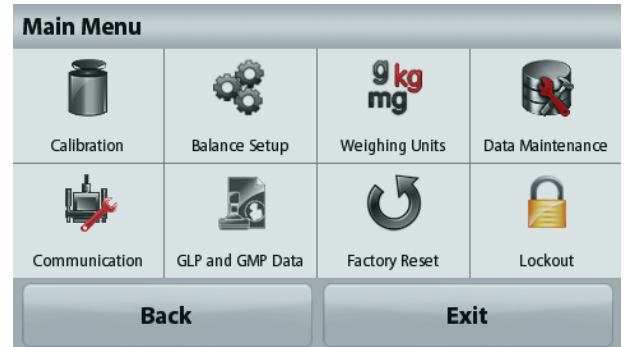 Main Menu
g kg
mg
Calibration Balance Setup Weighing Units Data Maintenance
Communication GLP and GMP Data Factory Reset Lockout
Back Exit